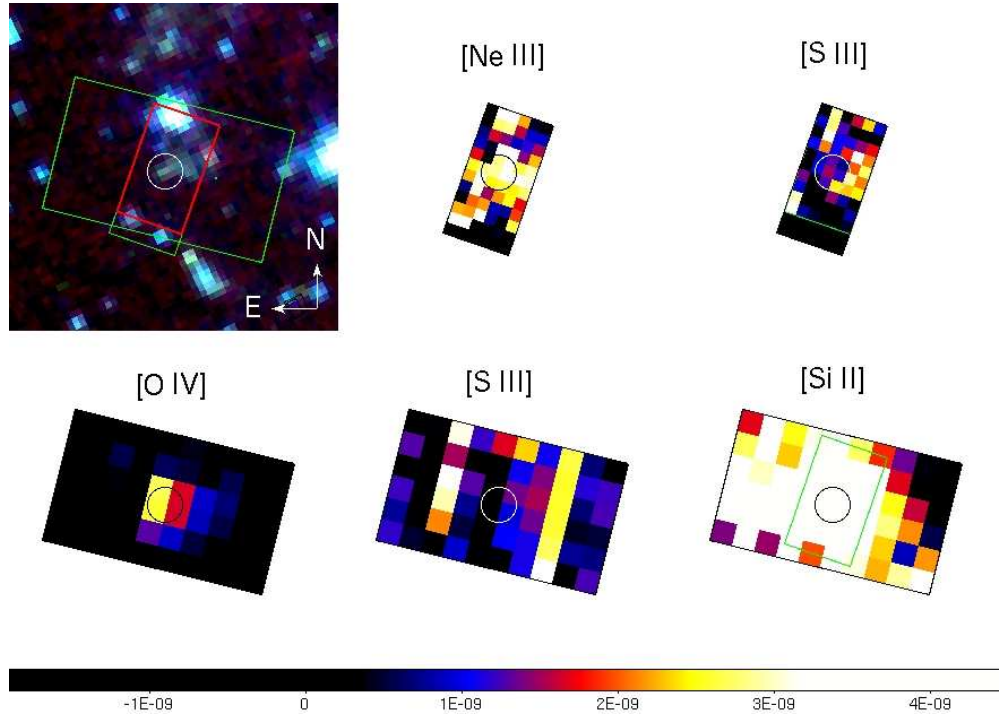 [Ne III]
[S III]
N
E
[O IV]
[S III]
[Si II]
-1E-09 0 1E-09 2E-09 3E-09 4E-09